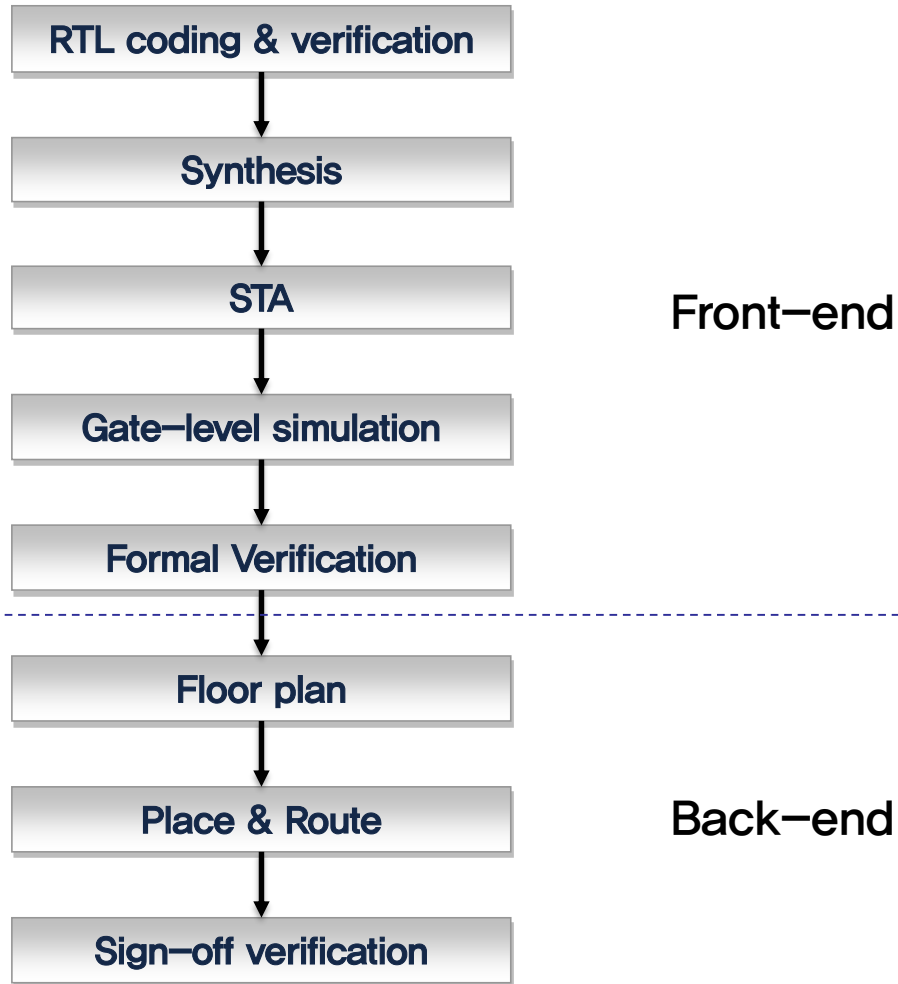 RTL coding & verification
Synthesis
STA
Front-end
Gate-level simulation
Formal Verification
Floor plan
Place & Route
Back-end
Sign-off verification